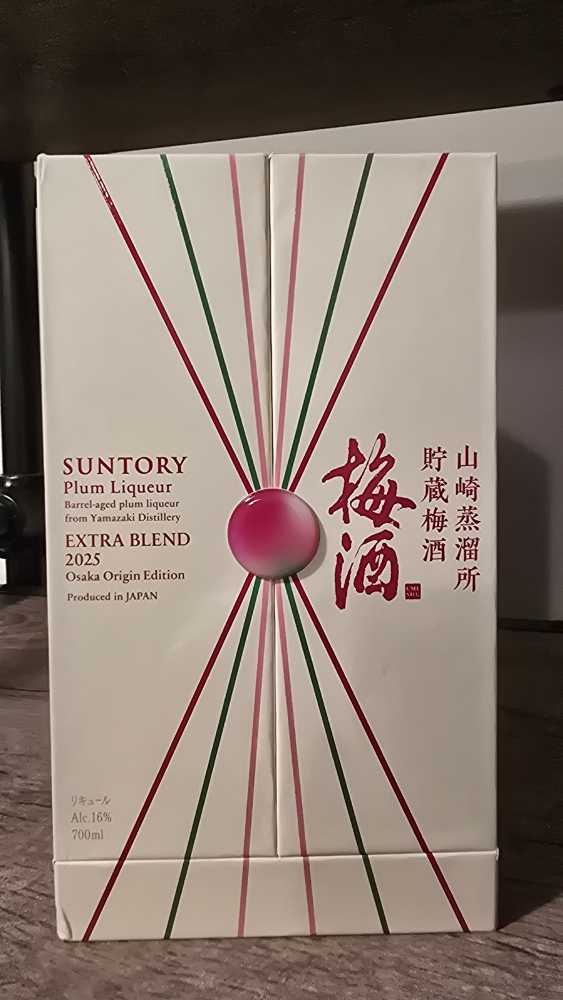 SUNTORY
Plum Liqueur
Barrel-aged plum liqueur
from Yamazaki Distillery
EXTRA BLEND
2025
Osaka Origin Edition
Produced in JAPAN
山崎蒸溜所
貯蔵梅酒
梅酒
UME
SHU
リキュール
Alc.16%
700ml